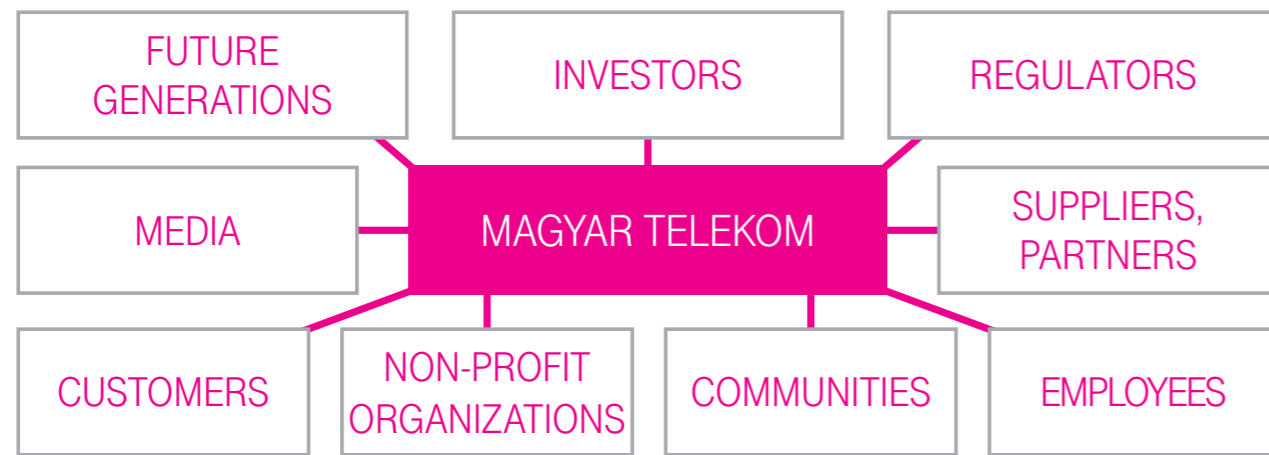 FUTURE
GENERATIONS
INVESTORS
REGULATORS
MEDIA
MAGYAR TELEKOM
SUPPLIERS,
PARTNERS
CUSTOMERS
NON-PROFIT
ORGANIZATIONS
COMMUNITIES
EMPLOYEES